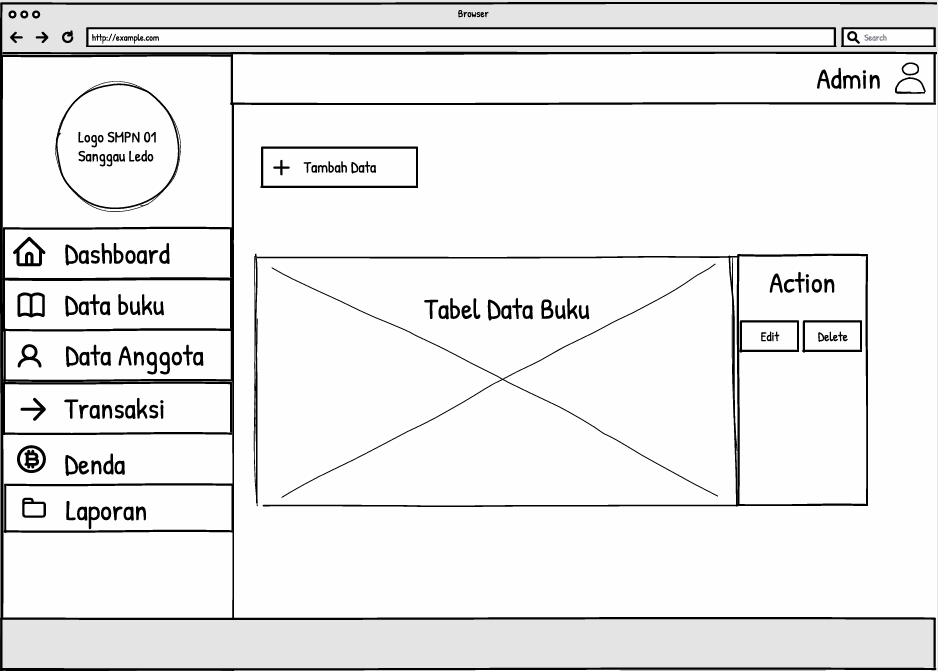 Browser
http://example.com
Search
Admin
Logo SMPN 01
Sanggau Ledo
Tambah Data
Dashboard
Data buku
Data Anggota
Transaksi
Denda
Laporan
Tabel Data Buku
Action
Edit
Delete